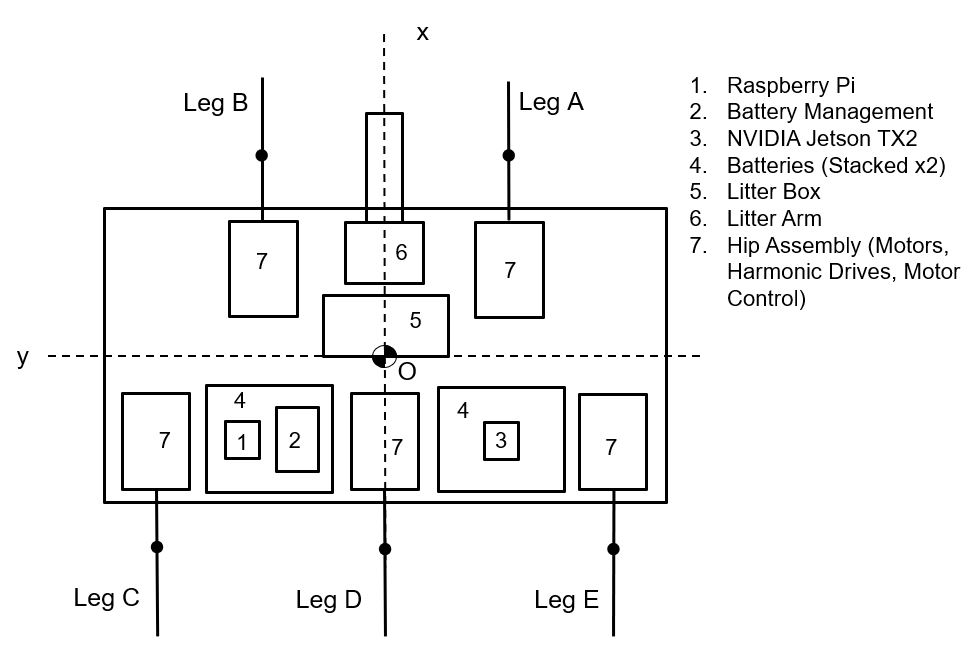 x
Leg B
Leg A
1. Raspberry Pi
2. Battery Management
3. NVIDIA Jetson TX2
4. Batteries (Stacked x2)
5. Litter Box
6. Litter Arm
7. Hip Assembly (Motors,
Harmonic Drives, Motor
Control)
7
6
7
5
y
O
4
4
7
1
2
7
3
7
Leg C
Leg D
Leg E